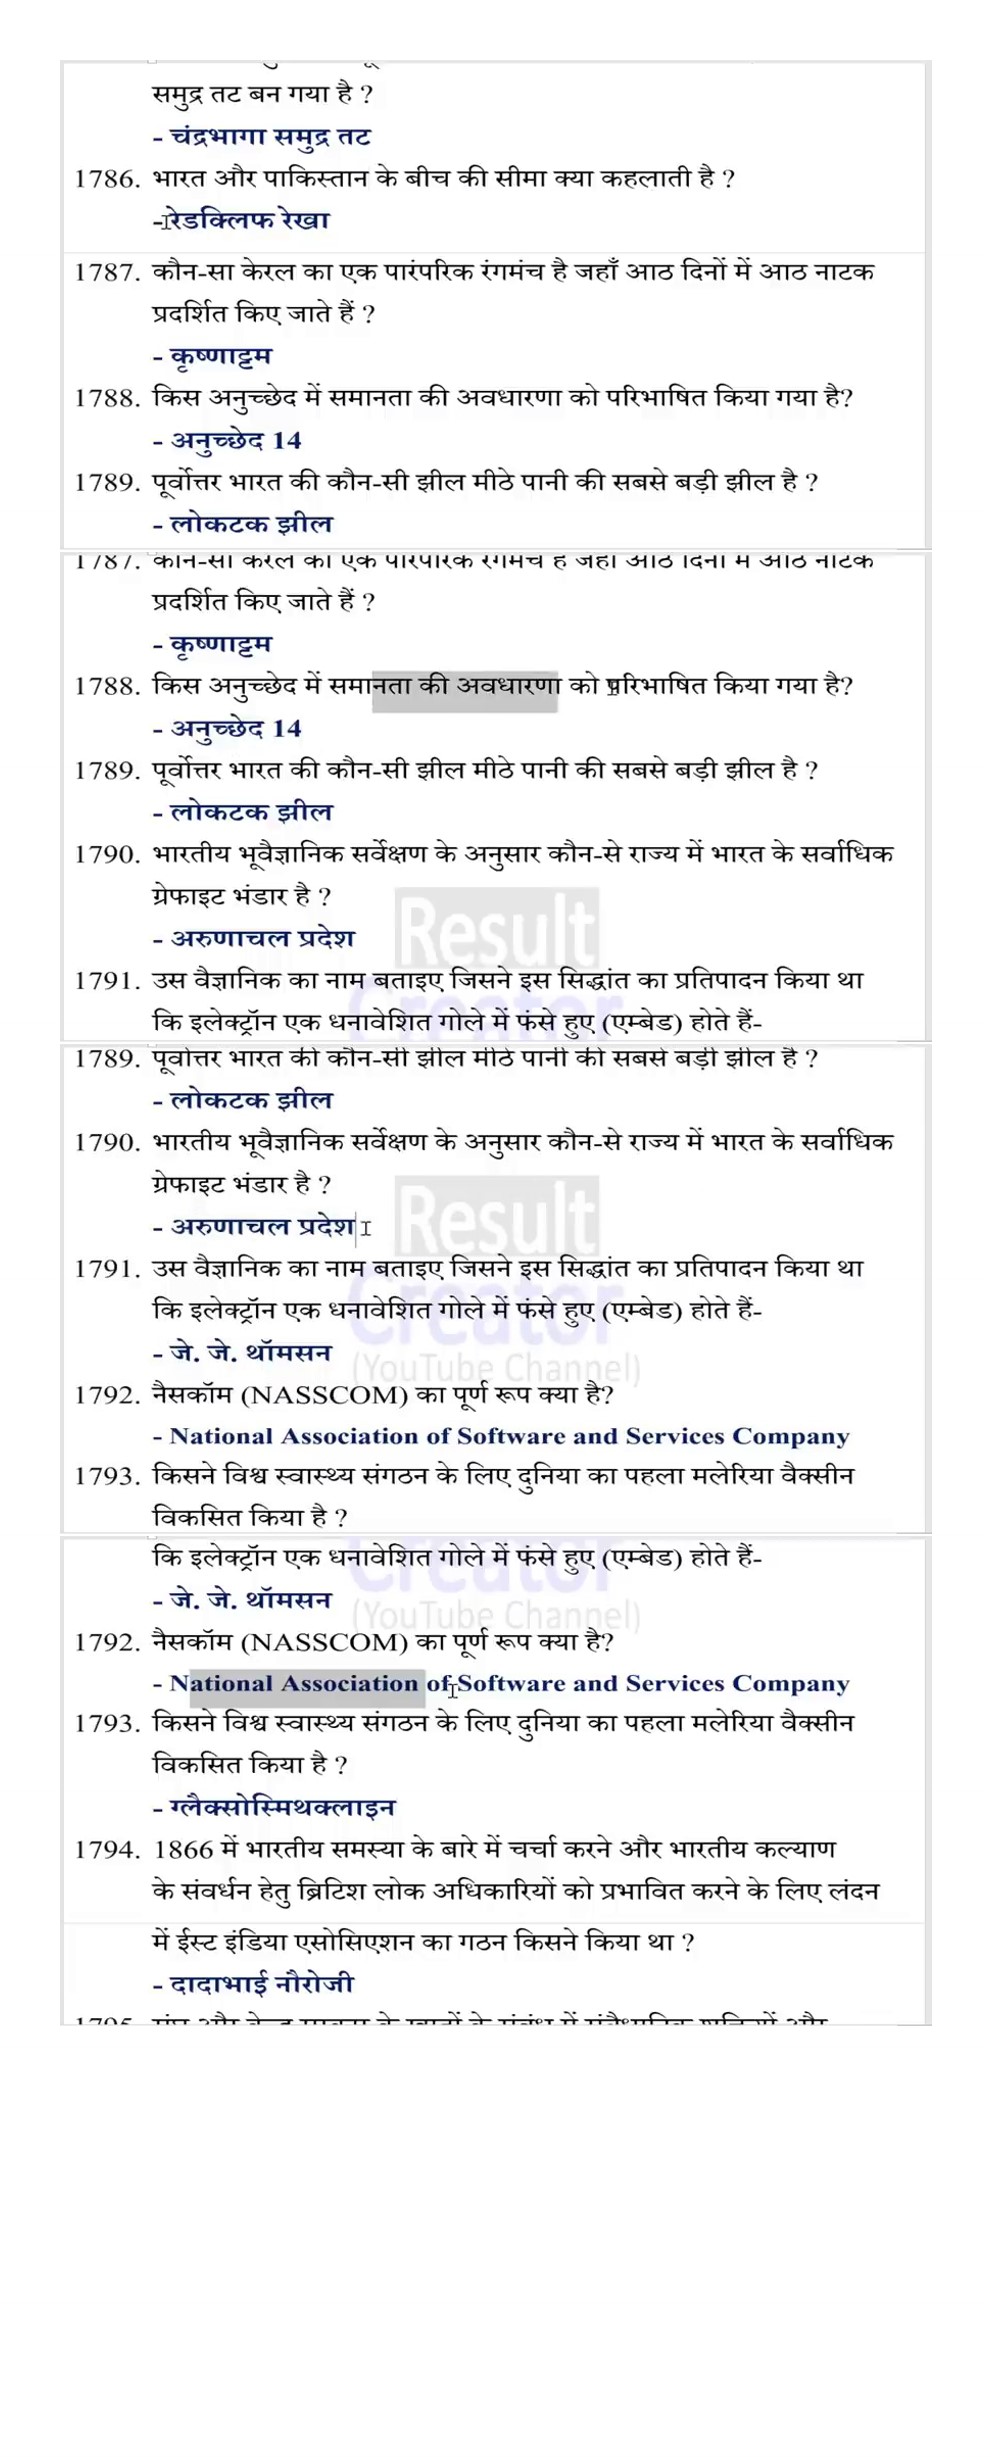 समुद्र तट बन गया है ?
- चंद्रभागा समुद्र तट
1786. भारत और पाकिस्तान के बीच की सीमा क्या कहलाती है ?
-रेडक्लिफ रेखा
1787. कौन-सा केरल का एक पारंपरिक रंगमंच है जहाँ आठ दिनों में आठ नाटक
प्रदर्शित किए जाते हैं ?
- कृष्णाट्टम
1788. किस अनुच्छेद में समानता की अवधारणा को परिभाषित किया गया है?
- अनुच्छेद 14
1789. पूर्वोत्तर भारत की कौन-सी झील मीठे पानी की सबसे बड़ी झील है ?
- लोकटक झील
1787. कौन-सा केरल का एक पारंपरिक रंगमंच है जहाँ आठ दिनों में आठ नाटक
प्रदर्शित किए जाते हैं ?
- कृष्णाट्टम
1788. किस अनुच्छेद में समानता की अवधारणा को परिभाषित किया गया है?
- अनुच्छेद 14
1789. पूर्वोत्तर भारत की कौन-सी झील मीठे पानी की सबसे बड़ी झील है ?
- लोकटक झील
1790. भारतीय भूवैज्ञानिक सर्वेक्षण के अनुसार कौन-से राज्य में भारत के सर्वाधिक
ग्रेफाइट भंडार है ?
Result
- अरुणाचल प्रदेश
1791. उस वैज्ञानिक का नाम बताइए जिसने इस सिद्धांत का प्रतिपादन किया था
Creator
कि इलेक्ट्रॉन एक धनावेशित गोले में फंसे हुए (एम्बेड) होते हैं-
1789. पूर्वोत्तर भारत की कौन-सी झील मीठे पानी की सबसे बड़ी झील है ?
- लोकटक झील
1790. भारतीय भूवैज्ञानिक सर्वेक्षण के अनुसार कौन-से राज्य में भारत के सर्वाधिक
ग्रेफाइट भंडार है ?
Result
- अरुणाचल प्रदेश
1791. उस वैज्ञानिक का नाम बताइए जिसने इस सिद्धांत का प्रतिपादन किया था
Creator
कि इलेक्ट्रॉन एक धनावेशित गोले में फंसे हुए (एम्बेड) होते हैं-
- जे. जे. थॉमसन
(YouTube Channel)
1792. नैसकॉम (NASSCOM) का पूर्ण रूप क्या है?
- National Association of Software and Services Company
1793. किसने विश्व स्वास्थ्य संगठन के लिए दुनिया का पहला मलेरिया वैक्सीन
विकसित किया है ?
Creator
कि इलेक्ट्रॉन एक धनावेशित गोले में फंसे हुए (एम्बेड) होते हैं-
- जे. जे. थॉमसन
(YouTube Channel)
1792. नैसकॉम (NASSCOM) का पूर्ण रूप क्या है?
- National Association of Software and Services Company
1793. किसने विश्व स्वास्थ्य संगठन के लिए दुनिया का पहला मलेरिया वैक्सीन
विकसित किया है ?
- ग्लैक्सोस्मिथक्लाइन
1794. 1866 में भारतीय समस्या के बारे में चर्चा करने और भारतीय कल्याण
के संवर्धन हेतु ब्रिटिश लोक अधिकारियों को प्रभावित करने के लिए लंदन
में ईस्ट इंडिया एसोसिएशन का गठन किसने किया था ?
- दादाभाई नौरोजी